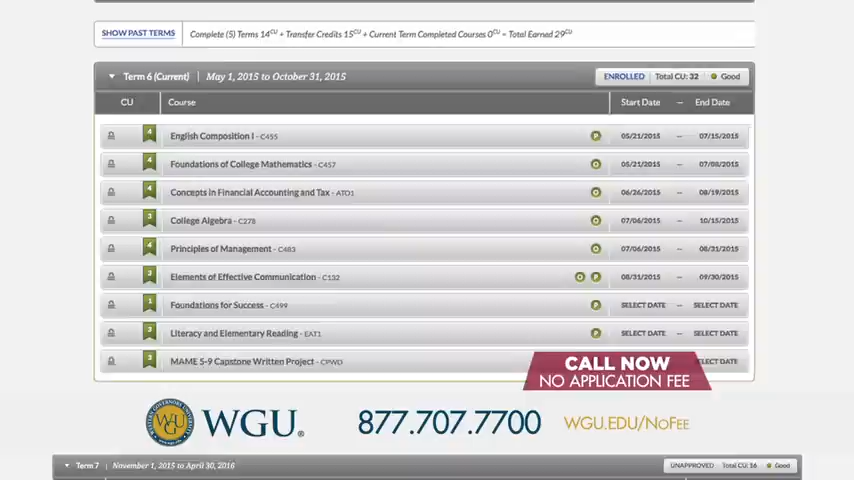 SHOW PAST TERMS Complete (5) Terms 14CU + Transfer Credits 15CU + Current Term Completed Courses 0CU = Total Earned 29CU
Term 6 (Current) | May 1, 2015 to October 31, 2015 ENROLLED Total CU: 32 Good
CU Course Start Date -- End Date
4 English Composition I - C455 P 05/21/2015 -- 07/15/2015
4 Foundations of College Mathematics - C457 O 05/21/2015 -- 07/08/2015
4 Concepts in Financial Accounting and Tax - ATO1 O 06/26/2015 -- 08/19/2015
3 College Algebra - C278 O 07/06/2015 -- 10/15/2015
4 Principles of Management - C483 O 07/06/2015 -- 08/31/2015
3 Elements of Effective Communication - C132 O P 08/31/2015 -- 09/30/2015
1 Foundations for Success - C499 P SELECT DATE -- SELECT DATE
3 Literacy and Elementary Reading - EAT1 P SELECT DATE -- SELECT DATE
3 MAME 5-9 Capstone Written Project - CPWD SELECT DATE
CALL NOW
NO APPLICATION FEE
WESTERN GOVERNORS UNIVERSITY
WGU
WGU® 877.707.7700 WGU.EDU/NOFEE
Term 7 | November 1, 2015 to April 30, 2016 UNAPPROVED Total CU: 16 Good